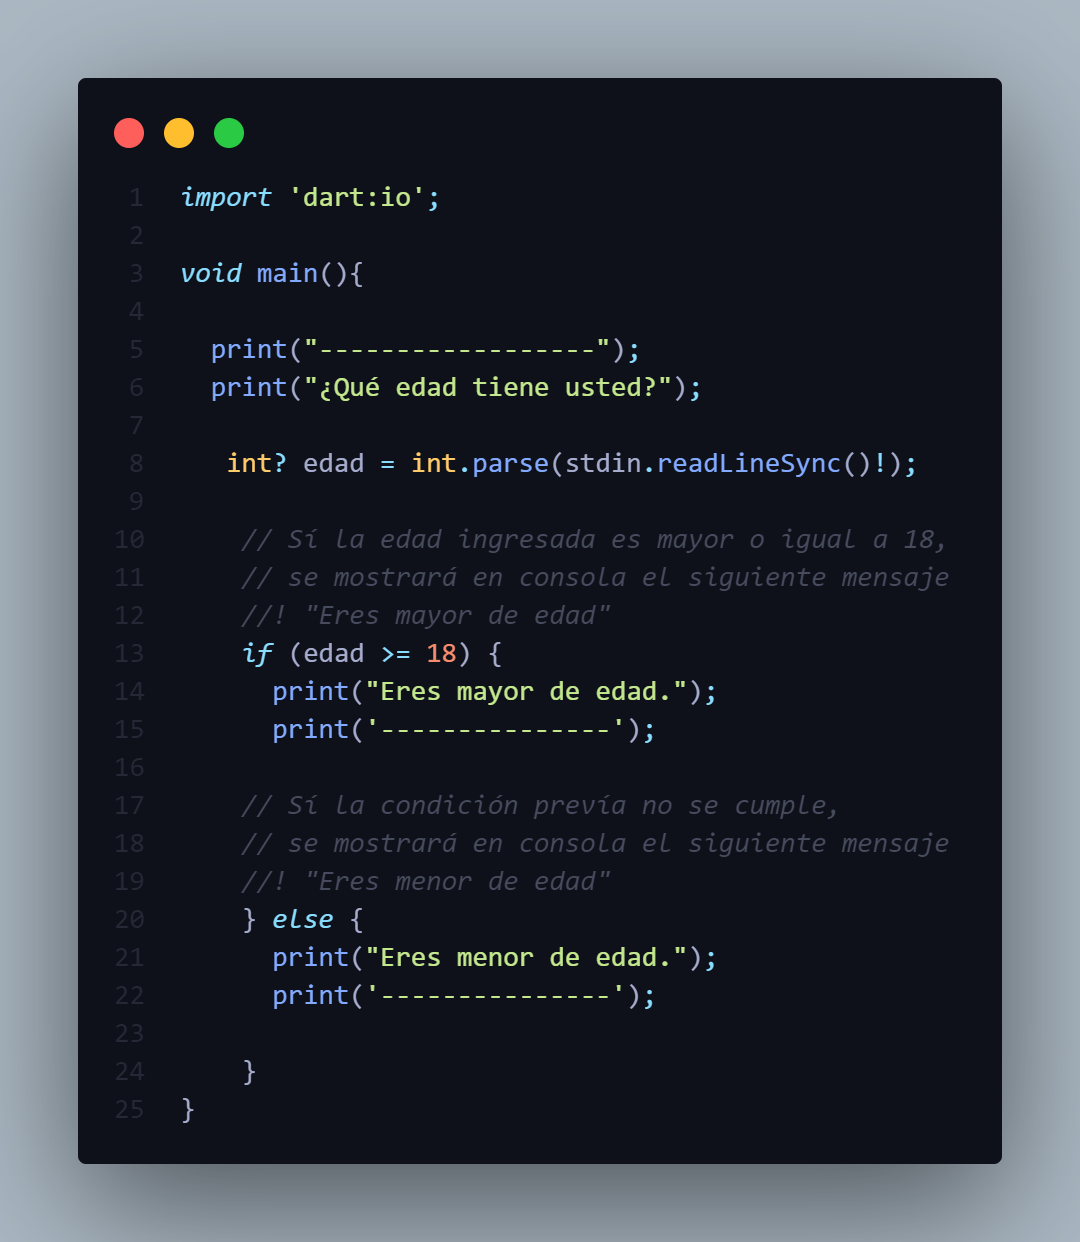 1 import 'dart:io';
2
3 void main(){
4
5 print("------------------");
6 print("¿Qué edad tiene usted?");
7
8 int? edad = int.parse(stdin.readLineSync()!);
9
10 // Sí la edad ingresada es mayor o igual a 18,
11 // se mostrará en consola el siguiente mensaje
12 //! "Eres mayor de edad"
13 if (edad >= 18) {
14 print("Eres mayor de edad.");
15 print('---------------');
16
17 // Sí la condición previa no se cumple,
18 // se mostrará en consola el siguiente mensaje
19 //! "Eres menor de edad"
20 } else {
21 print("Eres menor de edad.");
22 print('---------------');
23
24 }
25 }